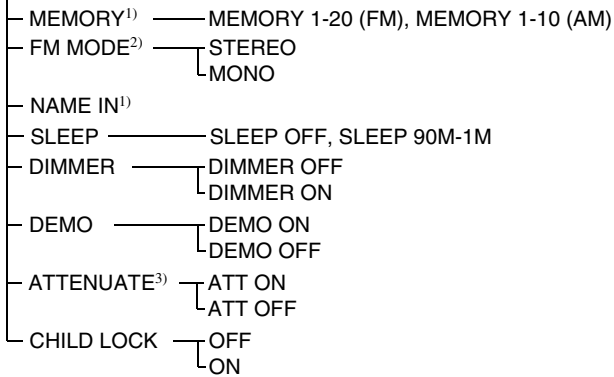 MEMORY1) MEMORY 1-20 (FM), MEMORY 1-10 (AM)
FM MODE2) STEREO
MONO
NAME IN1)
SLEEP SLEEP OFF, SLEEP 90M-1M
DIMMER DIMMER OFF
DIMMER ON
DEMO DEMO ON
DEMO OFF
ATTENUATE3) ATT ON
ATT OFF
CHILD LOCK OFF
ON